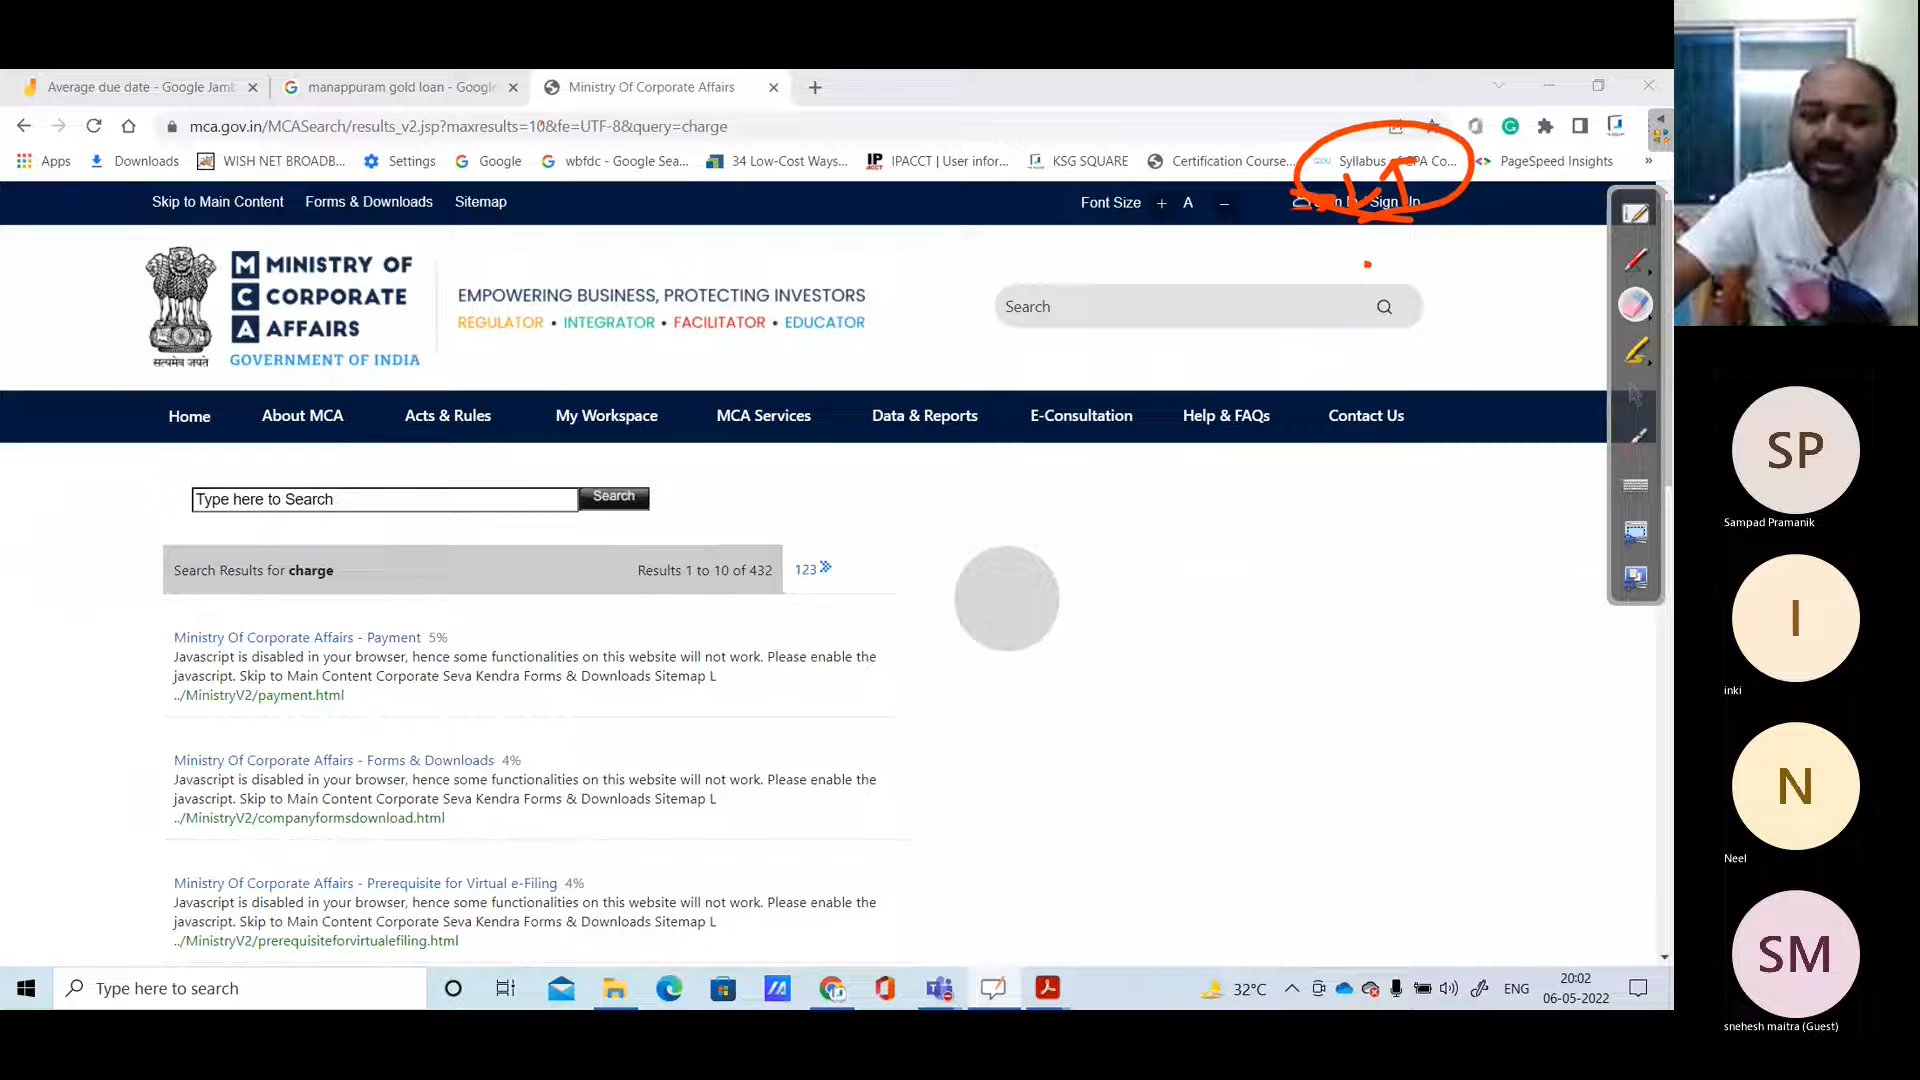 Average due date - Google Jamb
manappuram gold loan - Google
Ministry Of Corporate Affairs
mca.gov.in/MCASearch/results_v2.jsp?maxresults=10&fe=UTF-8&query=charge
Apps
Downloads
WISH NET BROADB...
Settings
Google
wbfdc - Google Sea...
34 Low-Cost Ways...
IPACCT | User infor...
KSG SQUARE
Certification Course...
Syllabus of CPA Co...
PageSpeed Insights
»
Skip to Main Content
Forms & Downloads
Sitemap
Font Size + A –
Sign Up
MINISTRY OF
CORPORATE
AFFAIRS
GOVERNMENT OF INDIA
सत्यमेव जयते
EMPOWERING BUSINESS, PROTECTING INVESTORS
REGULATOR • INTEGRATOR • FACILITATOR • EDUCATOR
Search
Home
About MCA
Acts & Rules
My Workspace
MCA Services
Data & Reports
E-Consultation
Help & FAQs
Contact Us
Type here to Search
Search
Search Results for charge
Results 1 to 10 of 432
123
Ministry Of Corporate Affairs - Payment 5%
Javascript is disabled in your browser, hence some functionalities on this website will not work. Please enable the
javascript. Skip to Main Content Corporate Seva Kendra Forms & Downloads Sitemap L
../MinistryV2/payment.html
Ministry Of Corporate Affairs - Forms & Downloads 4%
Javascript is disabled in your browser, hence some functionalities on this website will not work. Please enable the
javascript. Skip to Main Content Corporate Seva Kendra Forms & Downloads Sitemap L
../MinistryV2/companyformsdownload.html
Ministry Of Corporate Affairs - Prerequisite for Virtual e-Filing 4%
Javascript is disabled in your browser, hence some functionalities on this website will not work. Please enable the
javascript. Skip to Main Content Corporate Seva Kendra Forms & Downloads Sitemap L
../MinistryV2/prerequisiteforvirtualefiling.html
Type here to search
32°C
ENG
20:02
06-05-2022
SP
Sampad Pramanik
I
inki
N
Neel
SM
snehesh maitra (Guest)